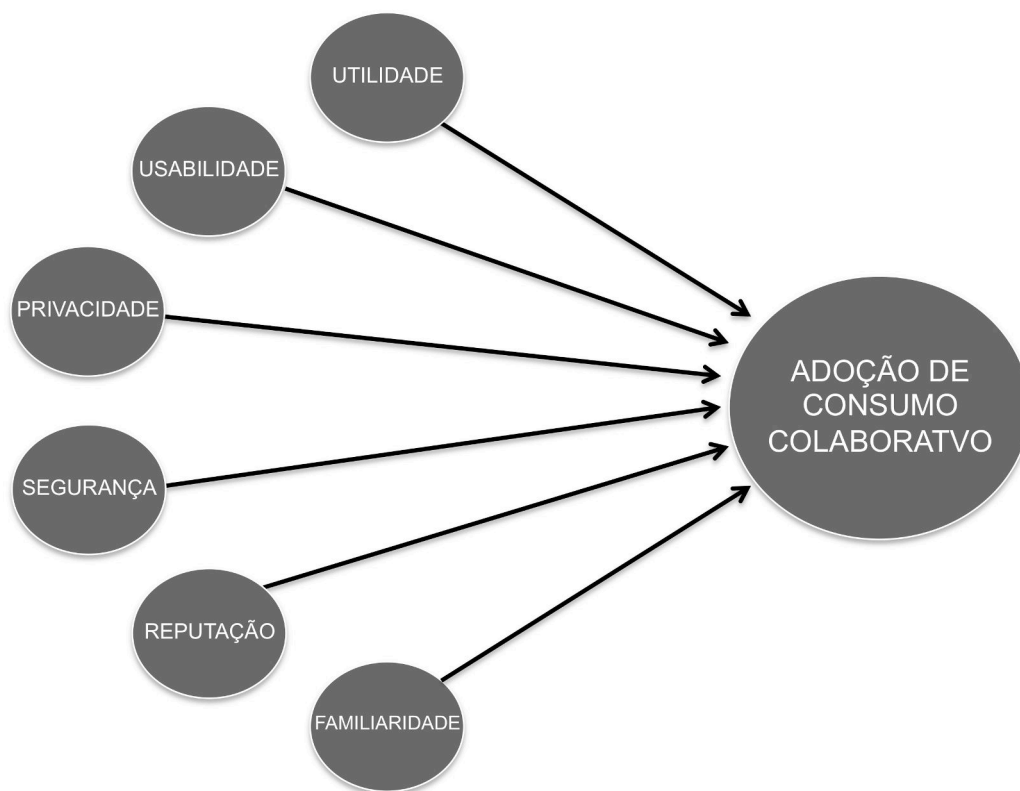 UTILIDADE
USABILIDADE
PRIVACIDADE
SEGURANÇA
REPUTAÇÃO
FAMILIARIDADE
ADOÇÃO DE
CONSUMO
COLABORATVO